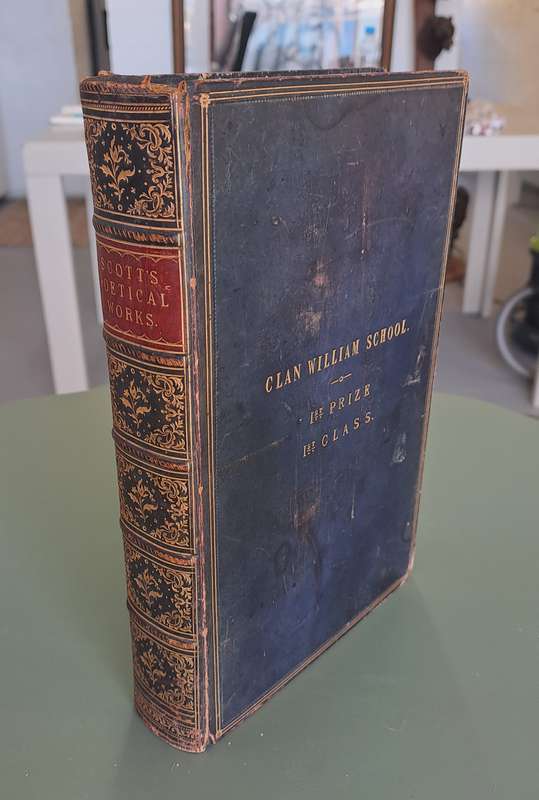 SCOTT'S
POETICAL
WORKS.
CLAN WILLIAM SCHOOL.
1ST PRIZE
1ST CLASS.